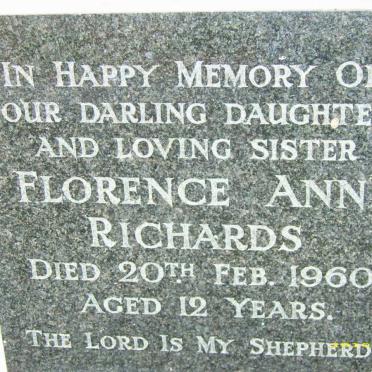 IN HAPPY MEMORY OF
OUR DARLING DAUGHTE
AND LOVING SISTER
FLORENCE ANN
RICHARDS
DIED 20TH FEB. 1960
AGED 12 YEARS.
THE LORD IS MY SHEPHERD